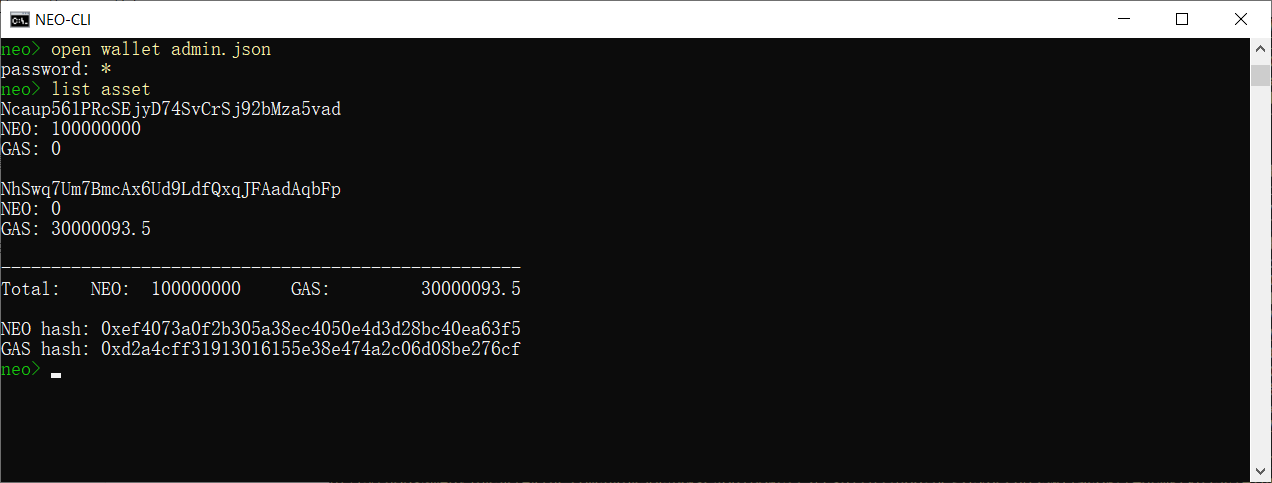 NEO-CLI
neo> open wallet admin.json
password: *
neo> list asset
Ncaup561PRcSEjyD74SvCrSj92bMza5vad
NEO: 100000000
GAS: 0
NhSwq7Um7BmcAx6Ud9LdfQxqJFAadAqbFp
NEO: 0
GAS: 30000093.5
----------------------------------------------------
Total:   NEO:  100000000     GAS:         30000093.5
NEO hash: 0xef4073a0f2b305a38ec4050e4d3d28bc40ea63f5
GAS hash: 0xd2a4cff31913016155e38e474a2c06d08be276cf
neo>